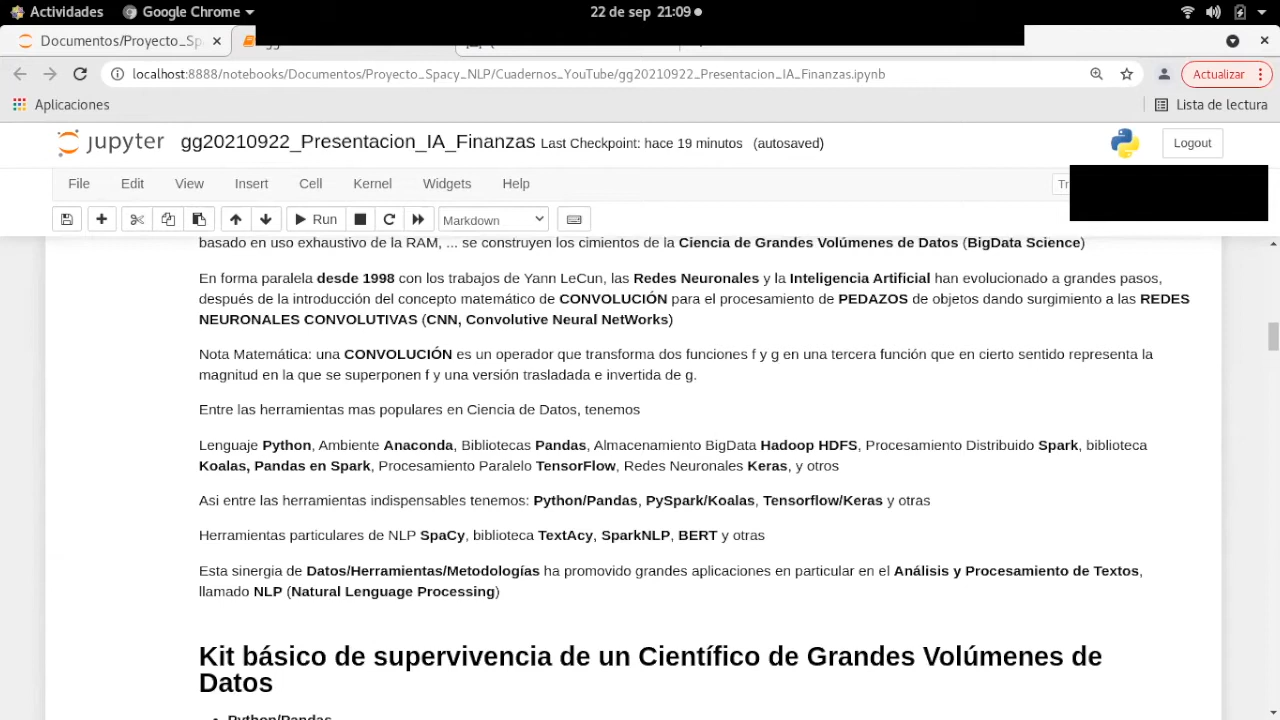 Actividades Google Chrome 22 de sep 21:09
Documentos/Proyecto_Sp
localhost:8888/notebooks/Documentos/Proyecto_Spacy_NLP/Cuadernos_YouTube/gg20210922_Presentacion_IA_Finanzas.ipynb Actualizar
Aplicaciones Lista de lectura
jupyter gg20210922_Presentacion_IA_Finanzas Last Checkpoint: hace 19 minutos (autosaved) Logout
File Edit View Insert Cell Kernel Widgets Help
Run Markdown
basado en uso exhaustivo de la RAM, ... se construyen los cimientos de la Ciencia de Grandes Volúmenes de Datos (BigData Science)
En forma paralela desde 1998 con los trabajos de Yann LeCun, las Redes Neuronales y la Inteligencia Artificial han evolucionado a grandes pasos,
después de la introducción del concepto matemático de CONVOLUCIÓN para el procesamiento de PEDAZOS de objetos dando surgimiento a las REDES
NEURONALES CONVOLUTIVAS (CNN, Convolutive Neural NetWorks)
Nota Matemática: una CONVOLUCIÓN es un operador que transforma dos funciones f y g en una tercera función que en cierto sentido representa la
magnitud en la que se superponen f y una versión trasladada e invertida de g.
Entre las herramientas mas populares en Ciencia de Datos, tenemos
Lenguaje Python, Ambiente Anaconda, Bibliotecas Pandas, Almacenamiento BigData Hadoop HDFS, Procesamiento Distribuido Spark, biblioteca
Koalas, Pandas en Spark, Procesamiento Paralelo TensorFlow, Redes Neuronales Keras, y otros
Asi entre las herramientas indispensables tenemos: Python/Pandas, PySpark/Koalas, Tensorflow/Keras y otras
Herramientas particulares de NLP SpaCy, biblioteca TextAcy, SparkNLP, BERT y otras
Esta sinergia de Datos/Herramientas/Metodologías ha promovido grandes aplicaciones en particular en el Análisis y Procesamiento de Textos,
llamado NLP (Natural Lenguage Processing)
Kit básico de supervivencia de un Científico de Grandes Volúmenes de
Datos
Python/Pandas